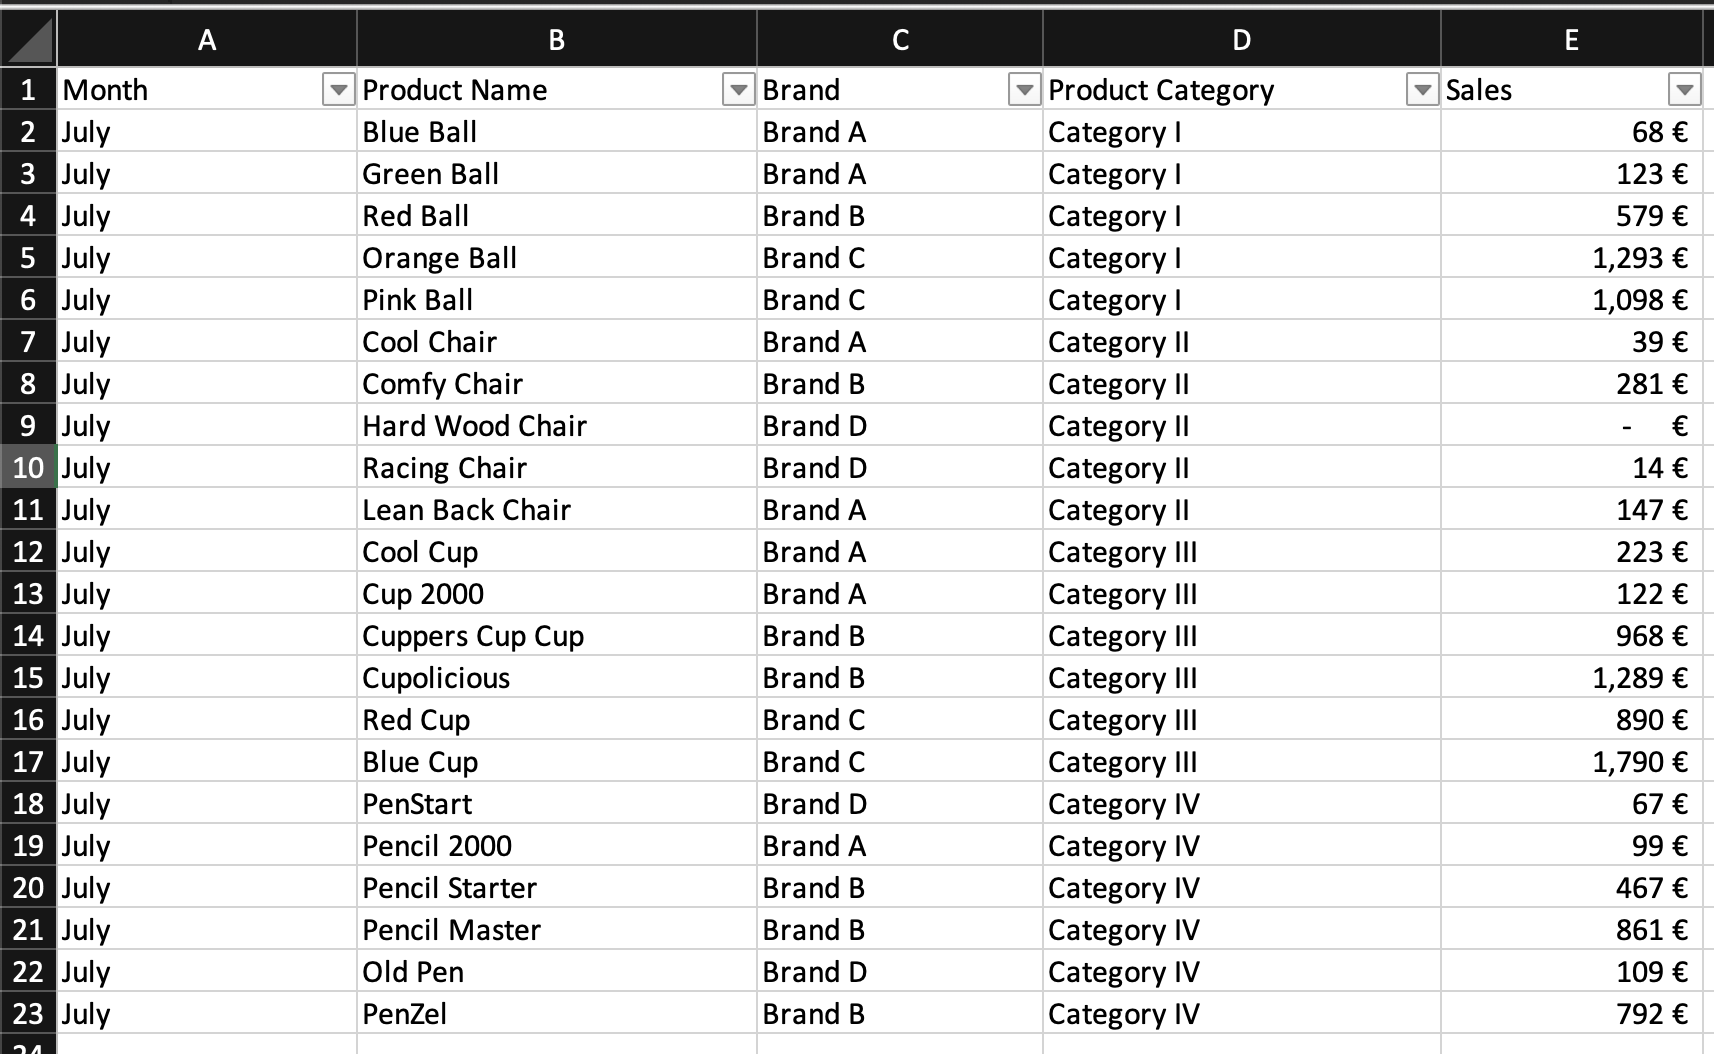 A B C D E
1 Month Product Name Brand Product Category Sales
2 July Blue Ball Brand A Category I 68 €
3 July Green Ball Brand A Category I 123 €
4 July Red Ball Brand B Category I 579 €
5 July Orange Ball Brand C Category I 1,293 €
6 July Pink Ball Brand C Category I 1,098 €
7 July Cool Chair Brand A Category II 39 €
8 July Comfy Chair Brand B Category II 281 €
9 July Hard Wood Chair Brand D Category II - €
10 July Racing Chair Brand D Category II 14 €
11 July Lean Back Chair Brand A Category II 147 €
12 July Cool Cup Brand A Category III 223 €
13 July Cup 2000 Brand A Category III 122 €
14 July Cuppers Cup Cup Brand B Category III 968 €
15 July Cupolicious Brand B Category III 1,289 €
16 July Red Cup Brand C Category III 890 €
17 July Blue Cup Brand C Category III 1,790 €
18 July PenStart Brand D Category IV 67 €
19 July Pencil 2000 Brand A Category IV 99 €
20 July Pencil Starter Brand B Category IV 467 €
21 July Pencil Master Brand B Category IV 861 €
22 July Old Pen Brand D Category IV 109 €
23 July PenZel Brand B Category IV 792 €
24